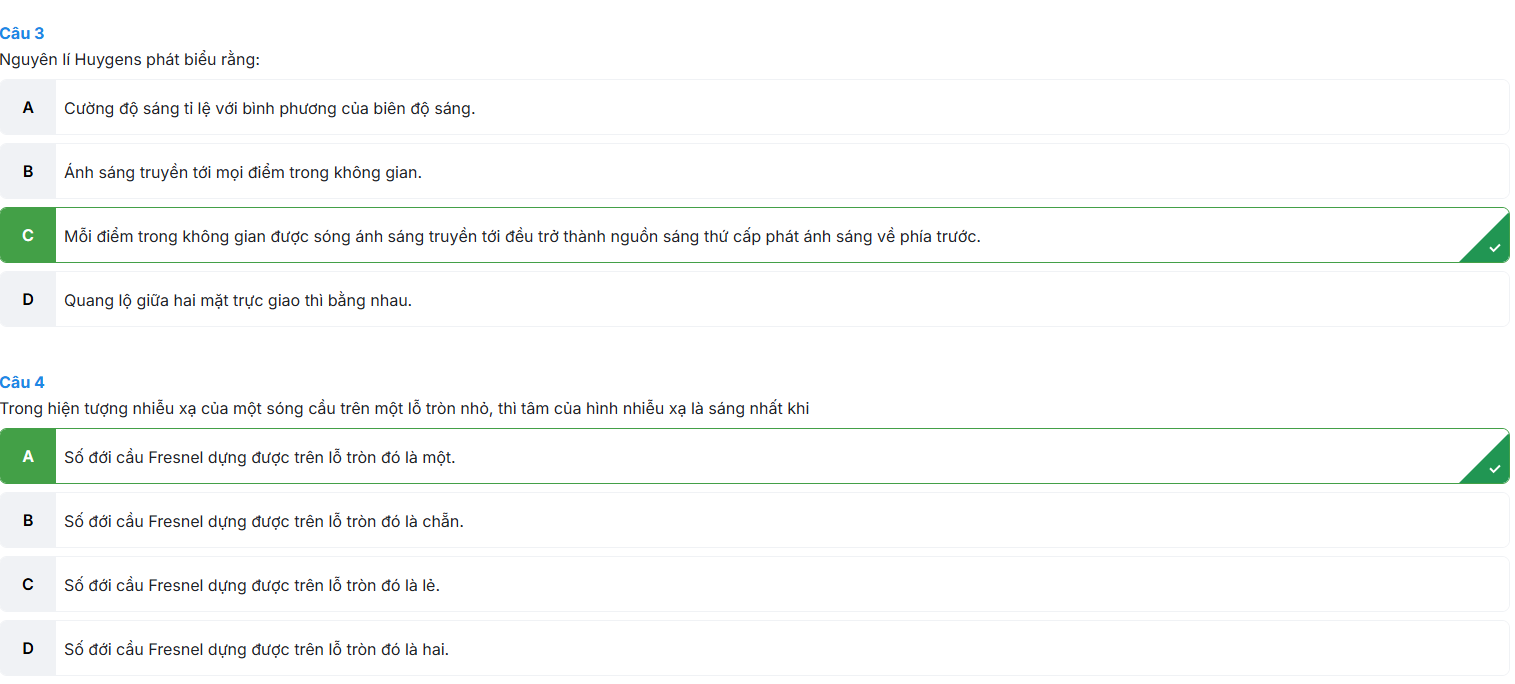 Câu 3
Nguyên lí Huygens phát biểu rằng:
A Cường độ sáng tỉ lệ với bình phương của biên độ sáng.
B Ánh sáng truyền tới mọi điểm trong không gian.
C Mỗi điểm trong không gian được sóng ánh sáng truyền tới đều trở thành nguồn sáng thứ cấp phát ánh sáng về phía trước.
D Quang lộ giữa hai mặt trực giao thì bằng nhau.
Câu 4
Trong hiện tượng nhiễu xạ của một sóng cầu trên một lỗ tròn nhỏ, thì tâm của hình nhiễu xạ là sáng nhất khi
A Số đới cầu Fresnel dựng được trên lỗ tròn đó là một.
B Số đới cầu Fresnel dựng được trên lỗ tròn đó là chẵn.
C Số đới cầu Fresnel dựng được trên lỗ tròn đó là lẻ.
D Số đới cầu Fresnel dựng được trên lỗ tròn đó là hai.